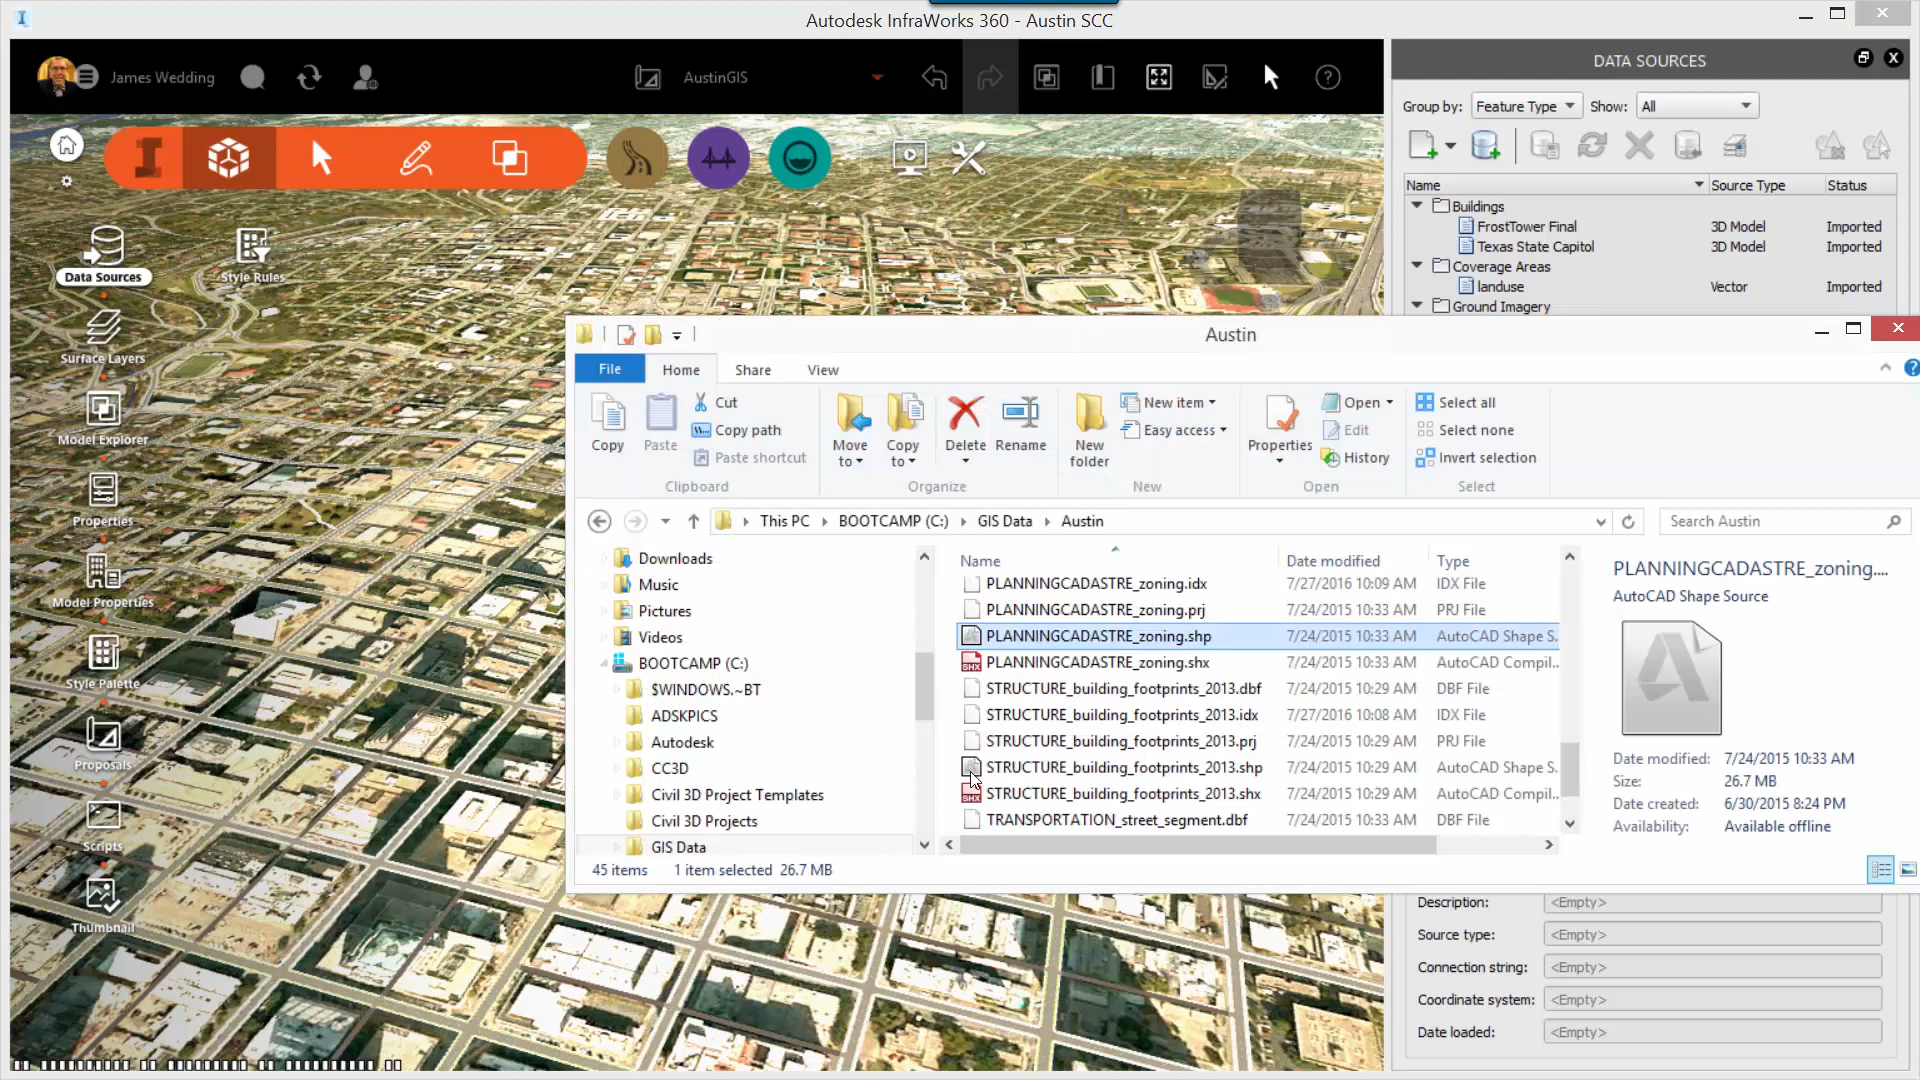 Autodesk InfraWorks 360 - Austin SCC
James Wedding
AustinGIS
DATA SOURCES
Group by: Feature Type Show: All
Name Source Type Status
Buildings
FrostTower Final 3D Model Imported
Texas State Capitol 3D Model Imported
Coverage Areas
landuse Vector Imported
Ground Imagery
Data Sources
Style Rules
Surface Layers
Model Explorer
Properties
Model Properties
Style Palette
Proposals
Scripts
Thumbnail
Austin
File Home Share View
Copy
Paste
Cut
Copy path
Paste shortcut
Clipboard
Move to
Copy to
Delete
Rename
Organize
New folder
New item
Easy access
New
Properties
Open
Edit
History
Open
Select all
Select none
Invert selection
Select
This PC BOOTCAMP (C:) GIS Data Austin
Search Austin
Downloads
Music
Pictures
Videos
BOOTCAMP (C:)
$WINDOWS.~BT
ADSKPICS
Autodesk
CC3D
Civil 3D Project Templates
Civil 3D Projects
GIS Data
Name Date modified Type
PLANNINGCADASTRE_zoning.idx 7/27/2016 10:09 AM IDX File
PLANNINGCADASTRE_zoning.prj 7/24/2015 10:33 AM PRJ File
PLANNINGCADASTRE_zoning.shp 7/24/2015 10:33 AM AutoCAD Shape S.
PLANNINGCADASTRE_zoning.shx 7/24/2015 10:33 AM AutoCAD Compil..
STRUCTURE_building_footprints_2013.dbf 7/24/2015 10:29 AM DBF File
STRUCTURE_building_footprints_2013.idx 7/27/2016 10:08 AM IDX File
STRUCTURE_building_footprints_2013.prj 7/24/2015 10:29 AM PRJ File
STRUCTURE_building_footprints_2013.shp 7/24/2015 10:29 AM AutoCAD Shape S.
STRUCTURE_building_footprints_2013.shx 7/24/2015 10:29 AM AutoCAD Compil..
TRANSPORTATION_street_segment.dbf 7/24/2015 10:33 AM DBF File
PLANNINGCADASTRE_zoning....
AutoCAD Shape Source
Date modified: 7/24/2015 10:33 AM
Size: 26.7 MB
Date created: 6/30/2015 8:24 PM
Availability: Available offline
45 items 1 item selected 26.7 MB
Description: <Empty>
Source type: <Empty>
Connection string: <Empty>
Coordinate system: <Empty>
Date loaded: <Empty>